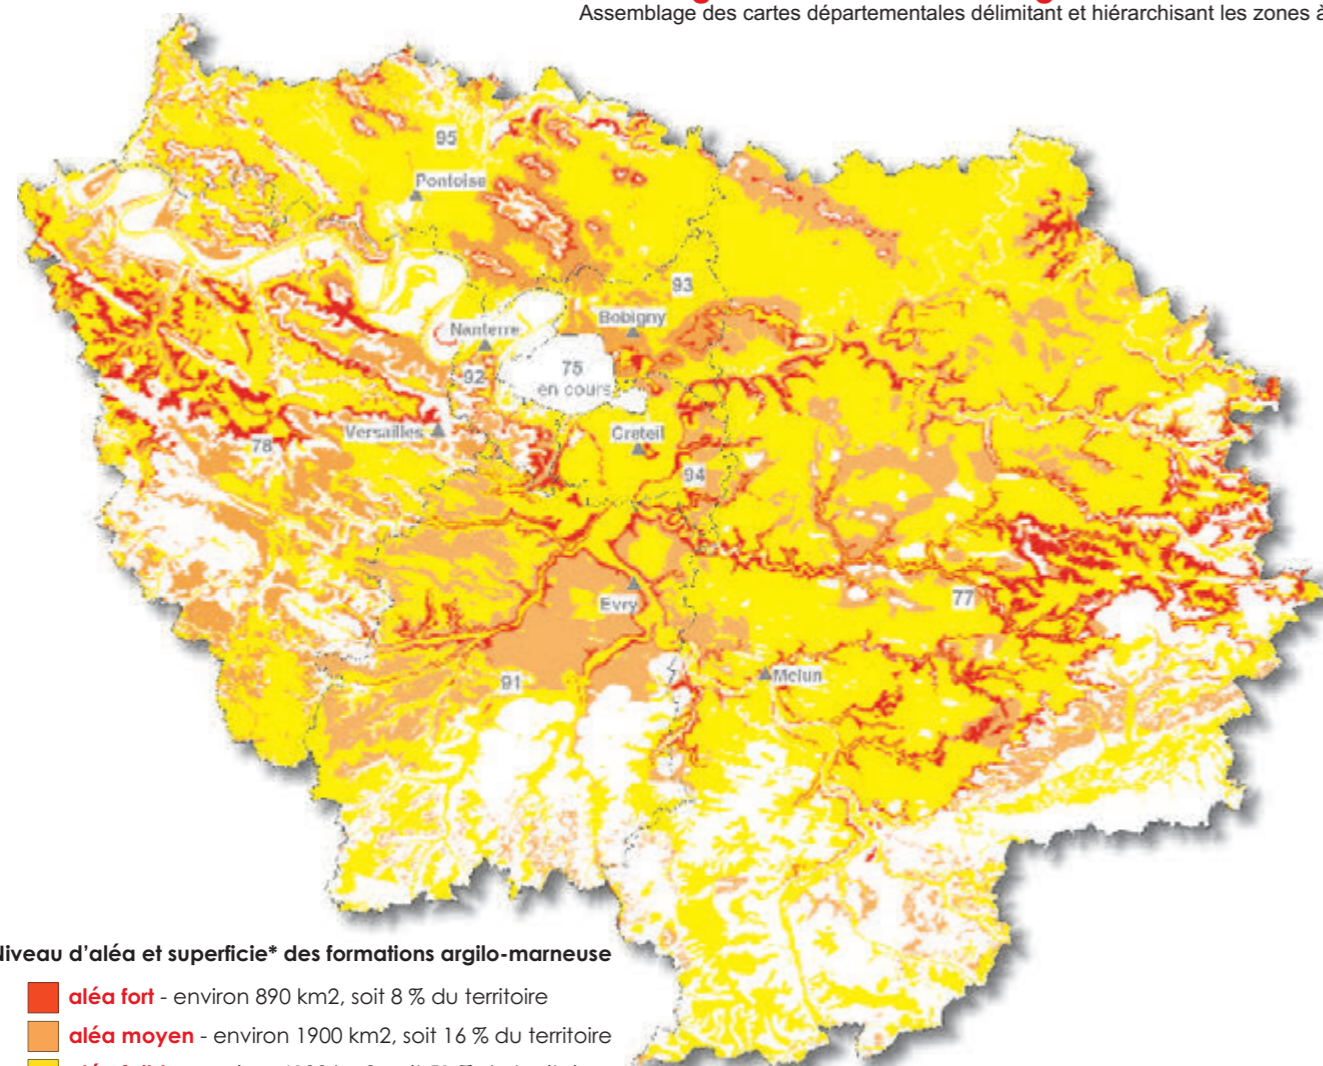 Assemblage des cartes départementales délimitant et hiérarchisant les zones à
95
Pontoise
93
Bobigny
Nanterre
75
en cours
92
Versailles
Creteil
78
94
Evry
77
91
Melun
Niveau d'aléa et superficie* des formations argilo-marneuse
aléa fort - environ 890 km2, soit 8 % du territoire
aléa moyen - environ 1900 km2, soit 16 % du territoire